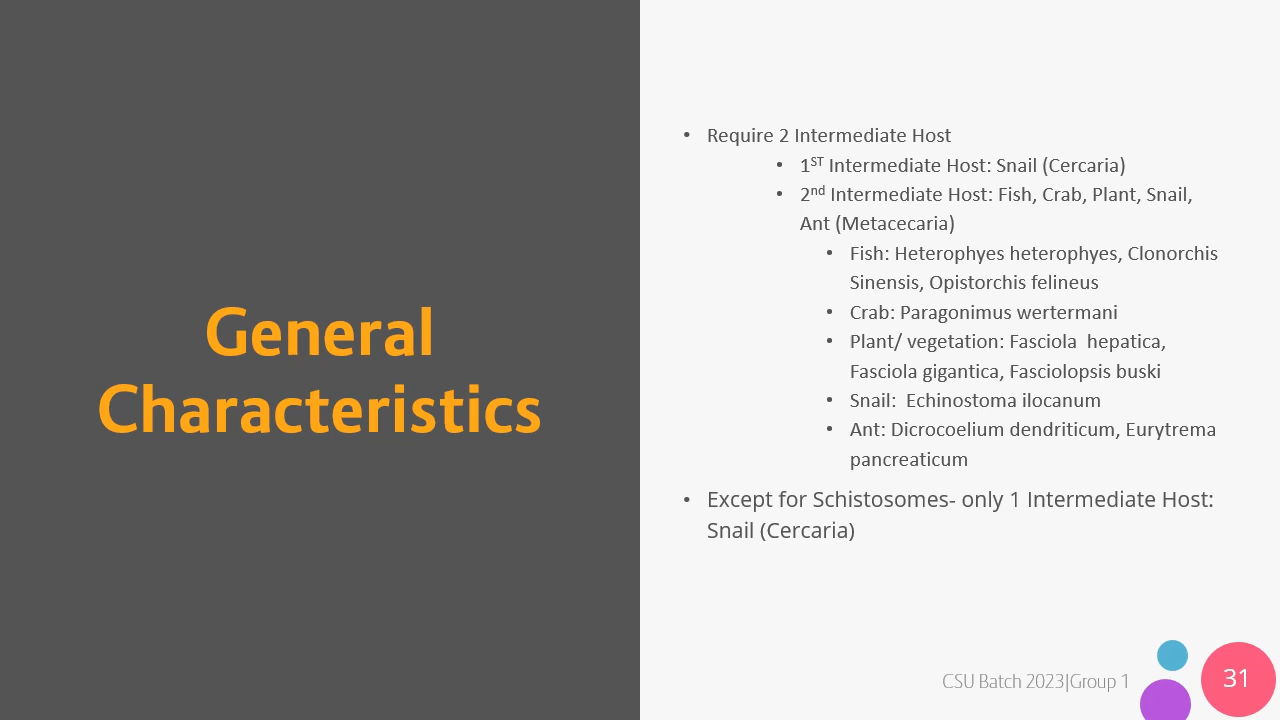 General
Characteristics
• Require 2 Intermediate Host
• 1ST Intermediate Host: Snail (Cercaria)
• 2nd Intermediate Host: Fish, Crab, Plant, Snail,
Ant (Metacecaria)
• Fish: Heterophyes heterophyes, Clonorchis
Sinensis, Opistorchis felineus
• Crab: Paragonimus wertermani
• Plant/ vegetation: Fasciola  hepatica,
Fasciola gigantica, Fasciolopsis buski
• Snail:  Echinostoma ilocanum
• Ant: Dicrocoelium dendriticum, Eurytrema
pancreaticum
• Except for Schistosomes- only 1 Intermediate Host:
Snail (Cercaria)
CSU Batch 2023|Group 1
31